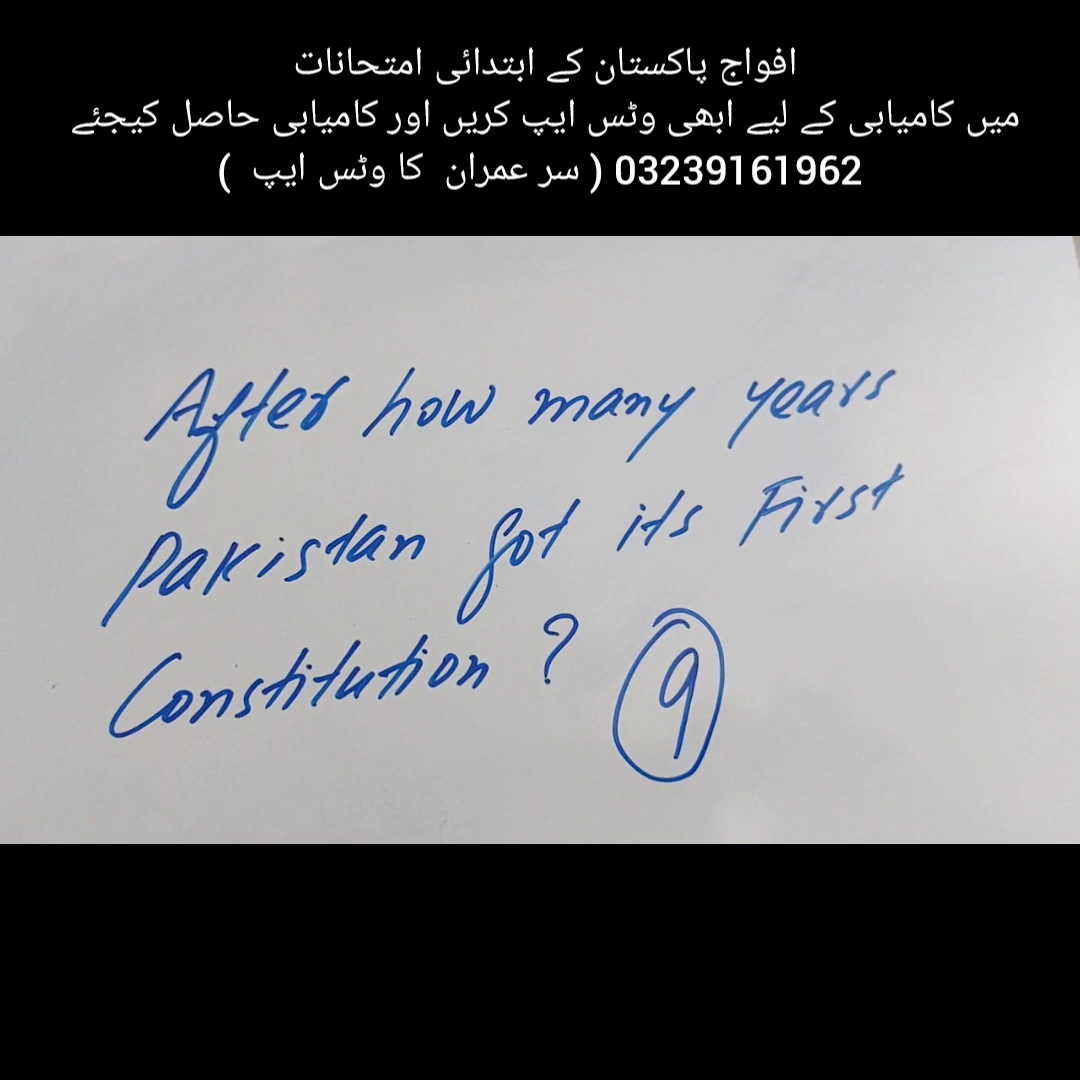 افواج پاکستان کے ابتدائی امتحانات
میں کامیابی کے لیے ابھی وٹس ایپ کریں اور کامیابی حاصل کیجئے
03239161962 ( سر عمران کا وٹس ایپ )
After how many years
Pakistan got its First
Constitution? 9